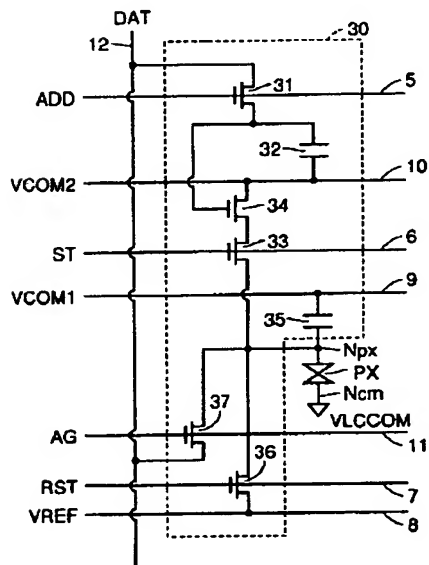 DAT
12
30
31
5
ADD
32
VCOM2
10
34
33
ST
6
VCOM1
9
35
Npx
PX
Ncm
VLCCOM
37
AG
11
36
RST
7
VREF
8